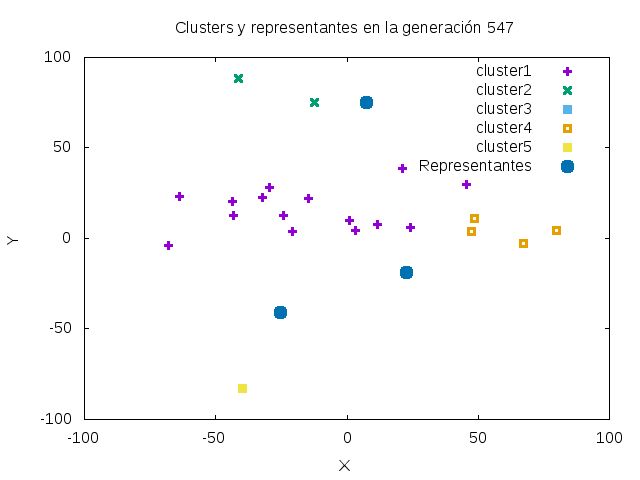 Clusters y representantes en la generación 547
cluster1
cluster2
cluster3
cluster4
cluster5
Representantes
100
50
0
-50
-100
Y
-100
-50
0
50
100
X